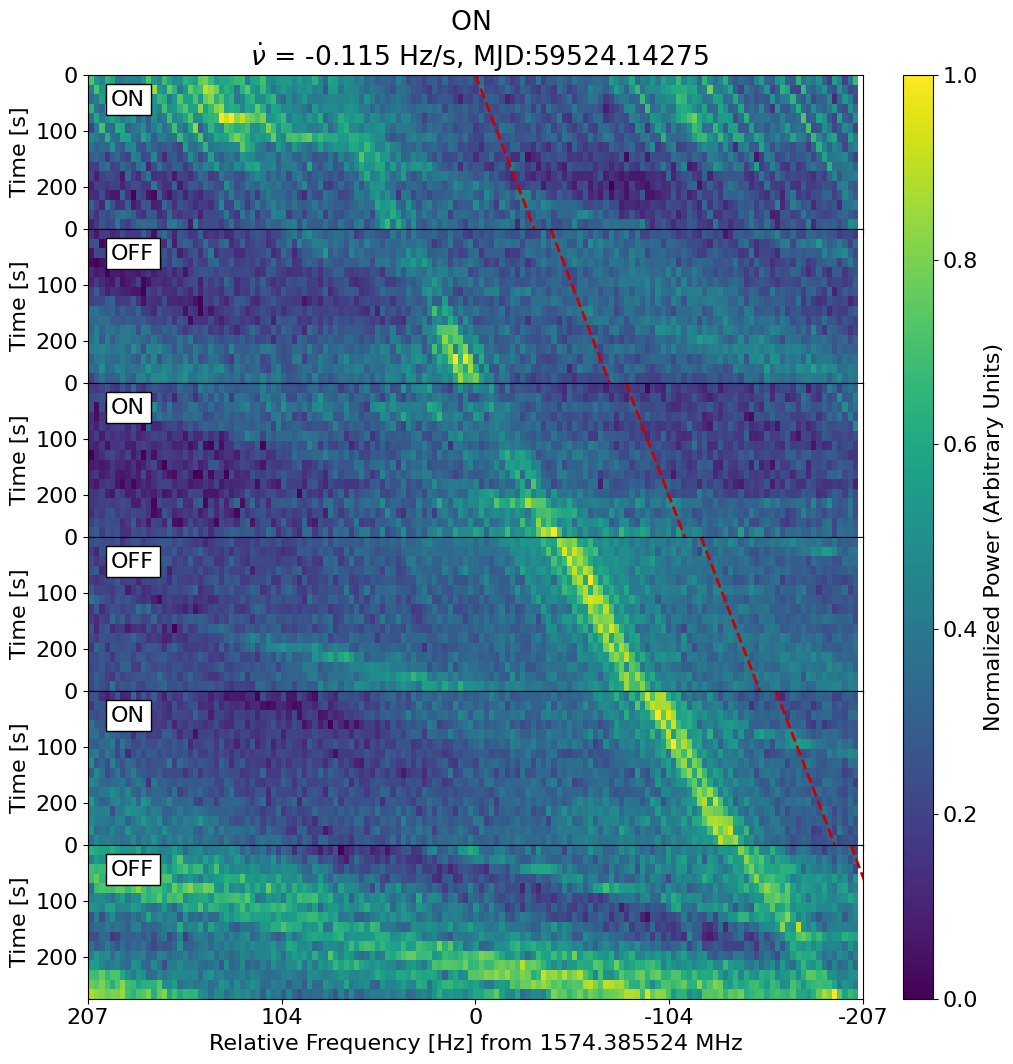 ON
ν̇ = -0.115 Hz/s, MJD:59524.14275
0
ON
100
Time [s]
200
0
OFF
100
Time [s]
200
0
ON
100
Time [s]
200
0
OFF
100
Time [s]
200
0
ON
100
Time [s]
200
0
OFF
100
Time [s]
200
207 104 0 -104 -207
Relative Frequency [Hz] from 1574.385524 MHz
1.0
0.8
0.6
0.4
0.2
0.0
Normalized Power (Arbitrary Units)